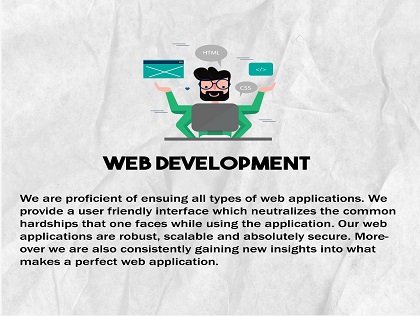 HTML
</>
CSS
WEB DEVELOPMENT
We are proficient of ensuing all types of web applications. We
provide a user friendly interface which neutralizes the common
hardships that one faces while using the application. Our web
applications are robust, scalable and absolutely secure. More-
over we are also consistently gaining new insights into what
makes a perfect web application.